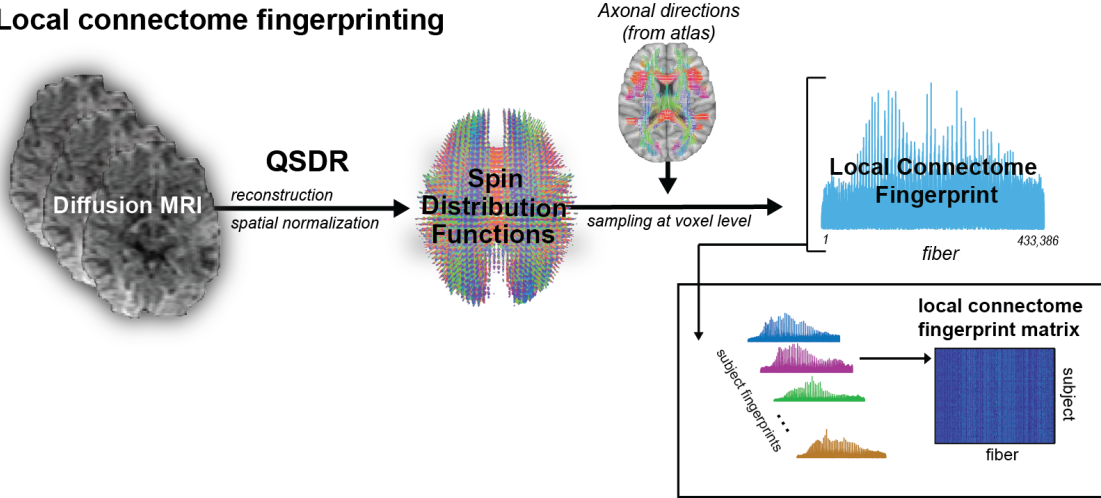 Local connectome fingerprinting
Axonal directions
(from atlas)
QSDR
reconstruction
spatial normalization
Diffusion MRI
Spin
Distribution
Functions
sampling at voxel level
Local Connectome
Fingerprint
1
433,386
fiber
local connectome
fingerprint matrix
subject fingerprints
...
subject
fiber